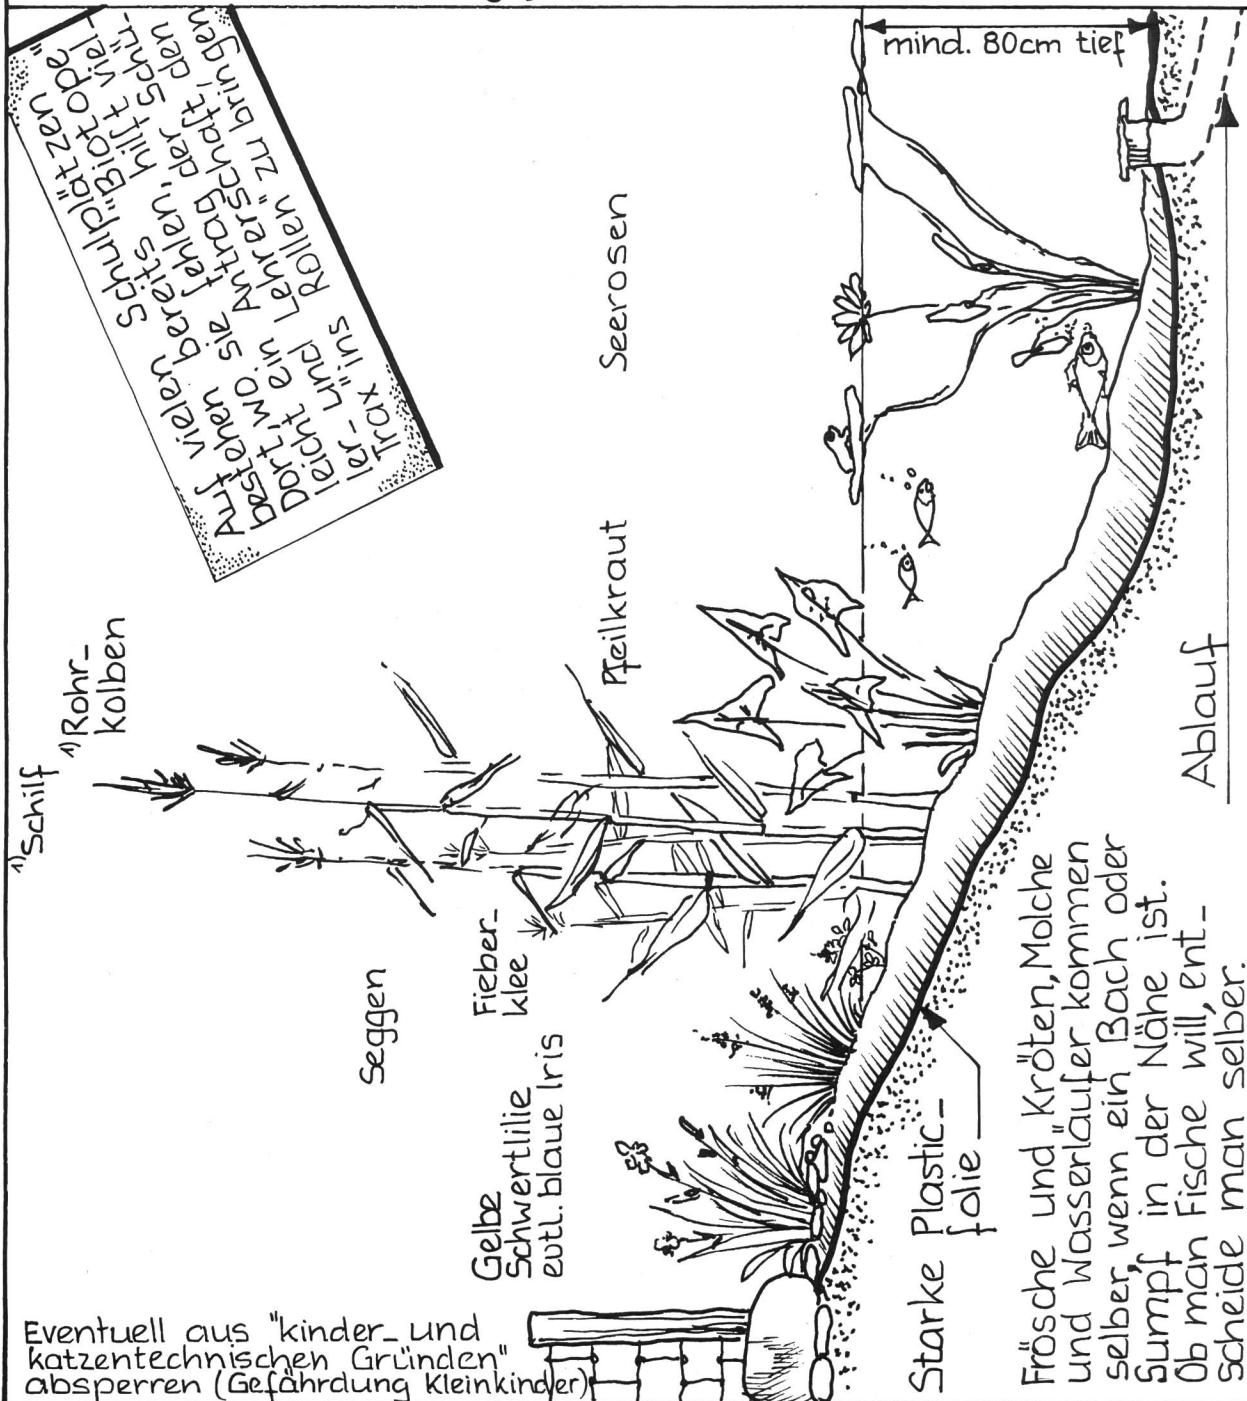 mind. 80cm tief
Auf vielen Schulplätzen
bestehen bereits "Biotope"
Dort, wo sie fehlen, hilft viel-
leicht ein Antrag der Schü-
ler- und Lehrerschaft, den
Trax "ins Rollen" zu bringen
1) Schilf
1) Rohr-
kolben
Seggen
Fieber-
klee
Gelbe
Schwertlilie
evtl. blaue Iris
Pfeilkraut
Seerosen
Eventuell aus "kinder- und
katzentechnischen Gründen"
absperren (Gefährdung Kleinkinder)
Starke Plastic-
folie
Ablauf
Frösche und Kröten, Molche
und Wasserläufer kommen
selber, wenn ein Bach oder
Sumpf in der Nähe ist.
Ob man Fische will, ent-
scheide man selber.